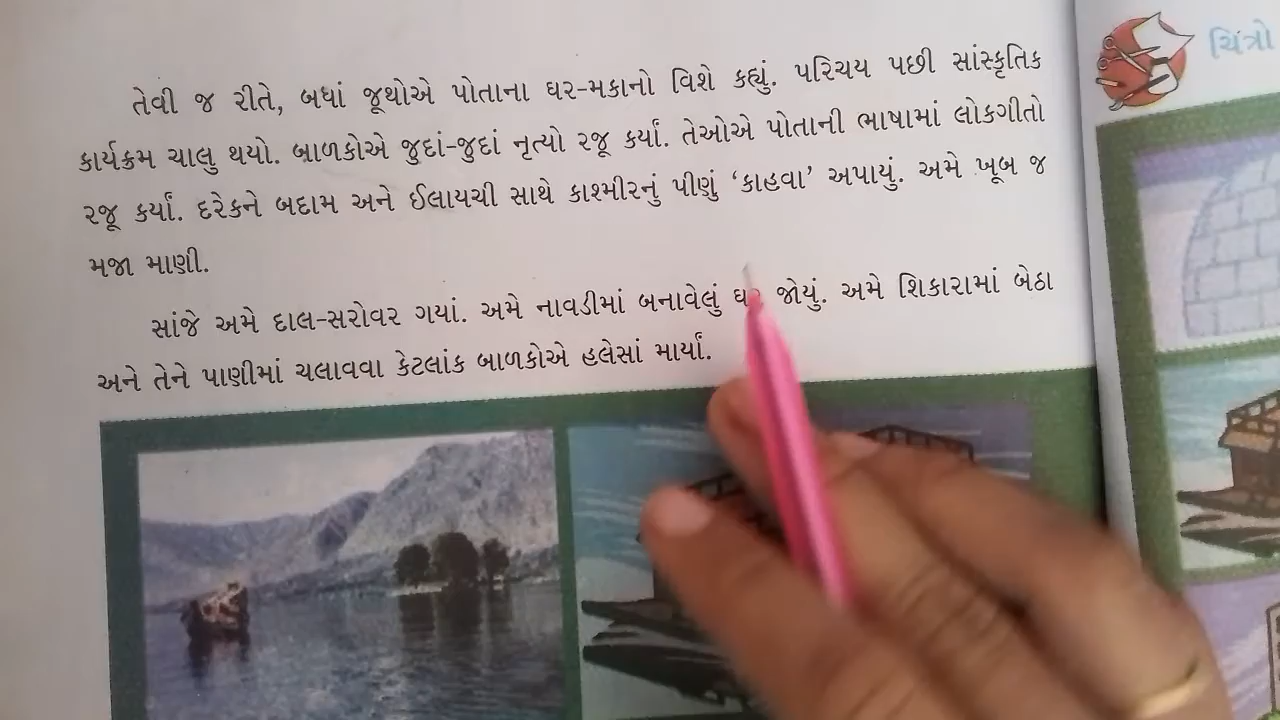 તેવી જ રીતે, બધાં જૂથોએ પોતાના ઘર-મકાનો વિશે કહ્યું. પરિચય પછી સાંસ્કૃતિક
કાર્યક્રમ ચાલુ થયો. બાળકોએ જુદાં-જુદાં નૃત્યો રજૂ કર્યાં. તેઓએ પોતાની ભાષામાં લોકગીતો
રજૂ કર્યાં. દરેકને બદામ અને ઈલાયચી સાથે કાશ્મીરનું પીણું ‘કાહવા’ અપાયું. અમે ખૂબ જ
મજા માણી.
સાંજે અમે દાલ-સરોવર ગયાં. અમે નાવડીમાં બનાવેલું ઘર જોયું. અમે શિકારામાં બેઠા
અને તેને પાણીમાં ચલાવવા કેટલાંક બાળકોએ હલેસાં માર્યાં.
ચિત્રો